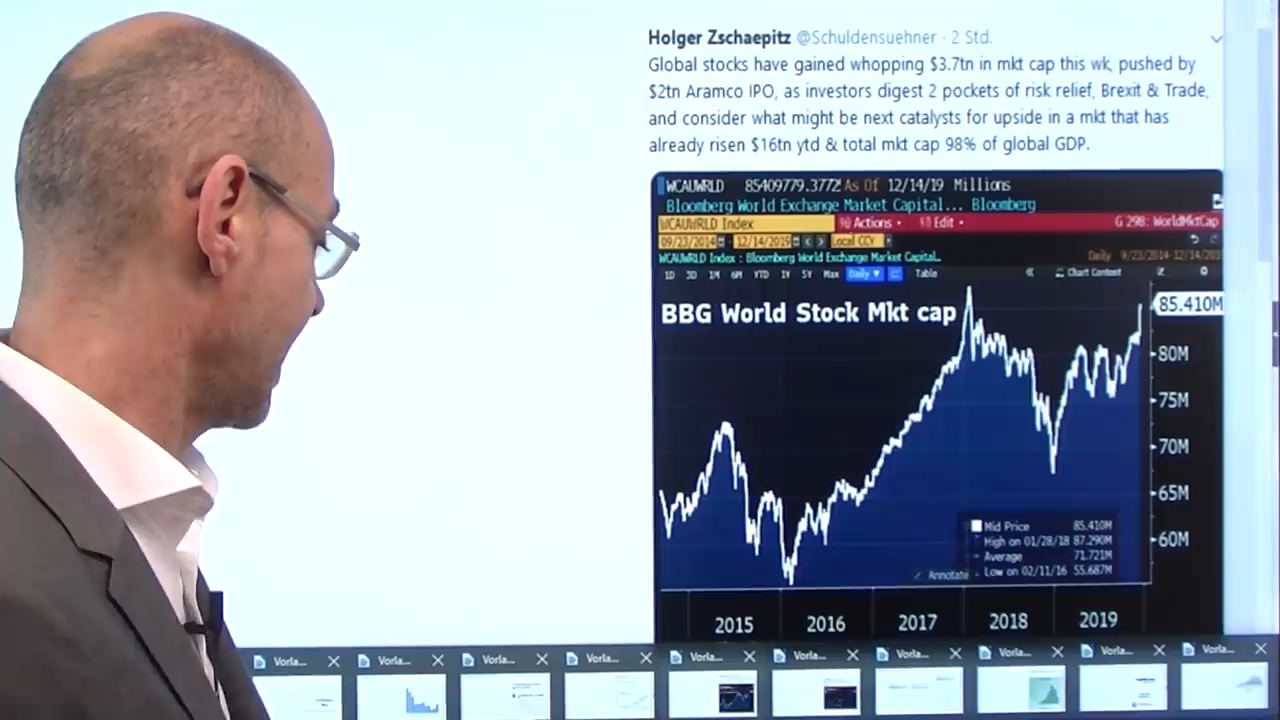 Holger Zschaepitz @Schuldensuehner · 2 Std.
Global stocks have gained whopping $3.7tn in mkt cap this wk, pushed by
$2tn Aramco IPO, as investors digest 2 pockets of risk relief, Brexit & Trade,
and consider what might be next catalysts for upside in a mkt that has
already risen $16tn ytd & total mkt cap 98% of global GDP.
WCAUWRLD 85409779.3772 As Of 12/14/19 Millions
Bloomberg World Exchange Market Capital... Bloomberg
WCAUWRLD Index Actions Edit G 298: WorldMktCap
09/23/2014 - 12/14/2019 Local CCY
WCAUWRLD Index : Bloomberg World Exchange Market Capital.. Daily 9/23/2014-12/14/2019
1D 3D 1M 6M YTD 1Y 5Y Max Daily ▼ Table « Chart Content
BBG World Stock Mkt cap
85.410M
80M
75M
70M
65M
60M
Mid Price 85.410M
High on 01/28/18 87.290M
Average 71.721M
Low on 02/11/16 55.687M
Annotate
2015 2016 2017 2018 2019
Vorla... Vorla... Vorla... Vorla... Vorla... Vorla... Vorla... Vorla... Vorla... Vorla...